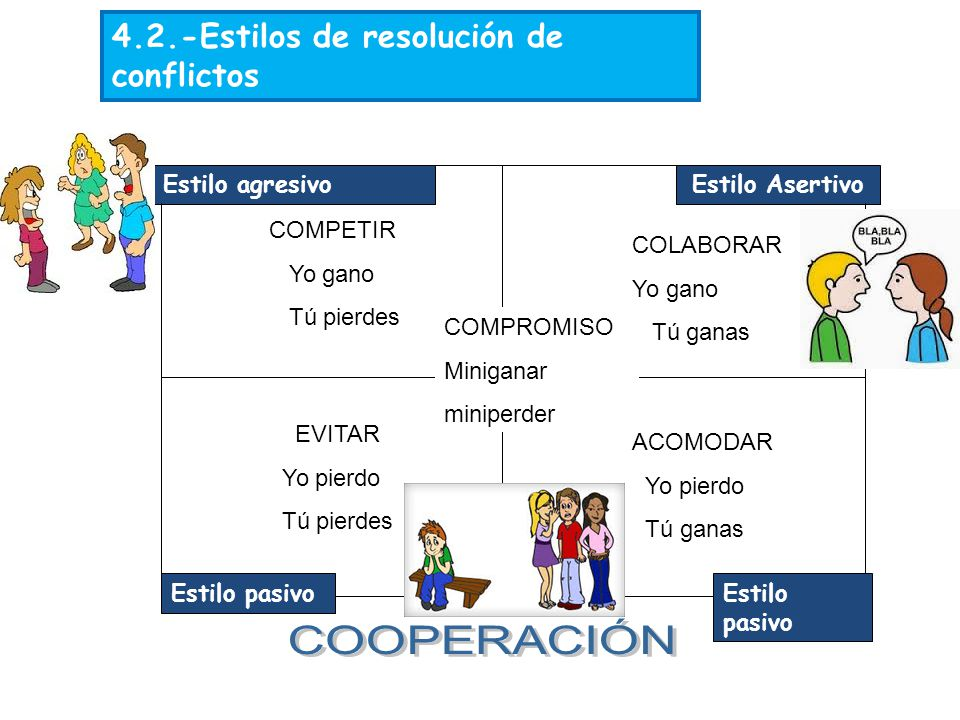 4.2.-Estilos de resolución de
conflictos
Estilo agresivo
Estilo Asertivo
COMPETIR
Yo gano
Tú pierdes
COLABORAR
Yo gano
Tú ganas
BLA,BLA
BLA
COMPROMISO
Miniganar
miniperder
EVITAR
Yo pierdo
Tú pierdes
ACOMODAR
Yo pierdo
Tú ganas
Estilo pasivo
Estilo
pasivo
COOPERACIÓN